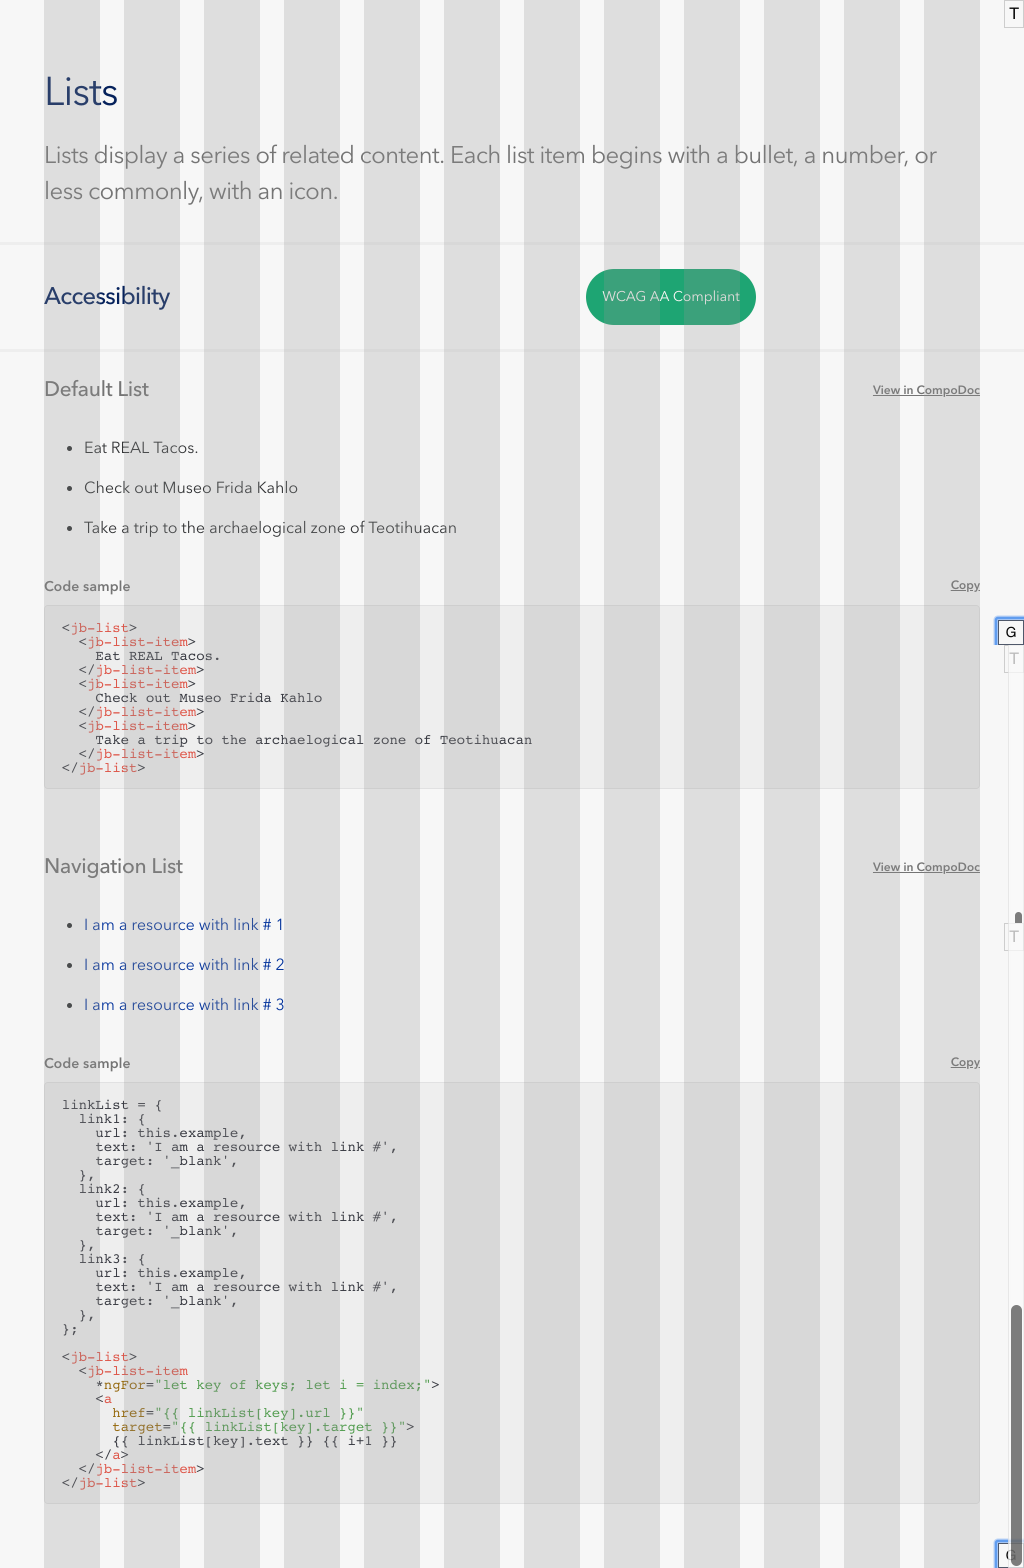 T
Lists
Lists display a series of related content. Each list item begins with a bullet, a number, or
less commonly, with an icon.
Accessibility
WCAG AA Compliant
Default List
View in CompoDoc
• Eat REAL Tacos.
• Check out Museo Frida Kahlo
• Take a trip to the archaelogical zone of Teotihuacan
Code sample
Copy
<jb-list>
  <jb-list-item>
    Eat REAL Tacos.
  </jb-list-item>
  <jb-list-item>
    Check out Museo Frida Kahlo
  </jb-list-item>
  <jb-list-item>
    Take a trip to the archaelogical zone of Teotihuacan
  </jb-list-item>
</jb-list>
G
T
Navigation List
View in CompoDoc
• I am a resource with link # 1
T
• I am a resource with link # 2
• I am a resource with link # 3
Code sample
Copy
linkList = {
  link1: {
    url: this.example,
    text: 'I am a resource with link #',
    target: '_blank',
  },
  link2: {
    url: this.example,
    text: 'I am a resource with link #',
    target: '_blank',
  },
  link3: {
    url: this.example,
    text: 'I am a resource with link #',
    target: '_blank',
  },
};
<jb-list>
  <jb-list-item
    *ngFor="let key of keys; let i = index;">
    <a
      href="{{ linkList[key].url }}"
      target="{{ linkList[key].target }}">
      {{ linkList[key].text }} {{ i+1 }}
    </a>
  </jb-list-item>
</jb-list>
G